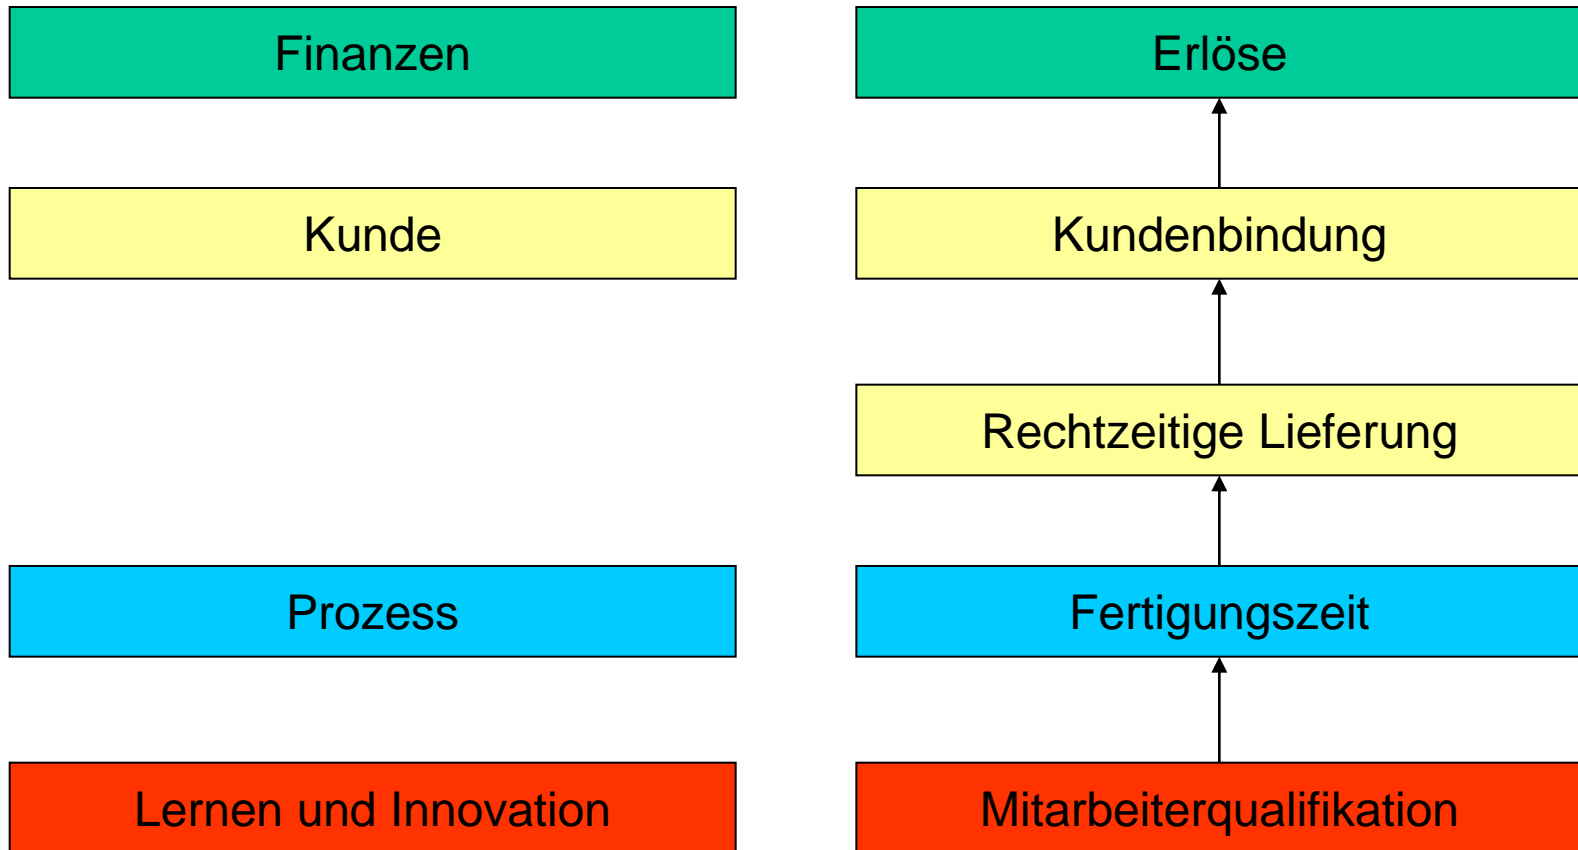 Finanzen
Erlöse
Kunde
Kundenbindung
Rechtzeitige Lieferung
Prozess
Fertigungszeit
Lernen und Innovation
Mitarbeiterqualifikation